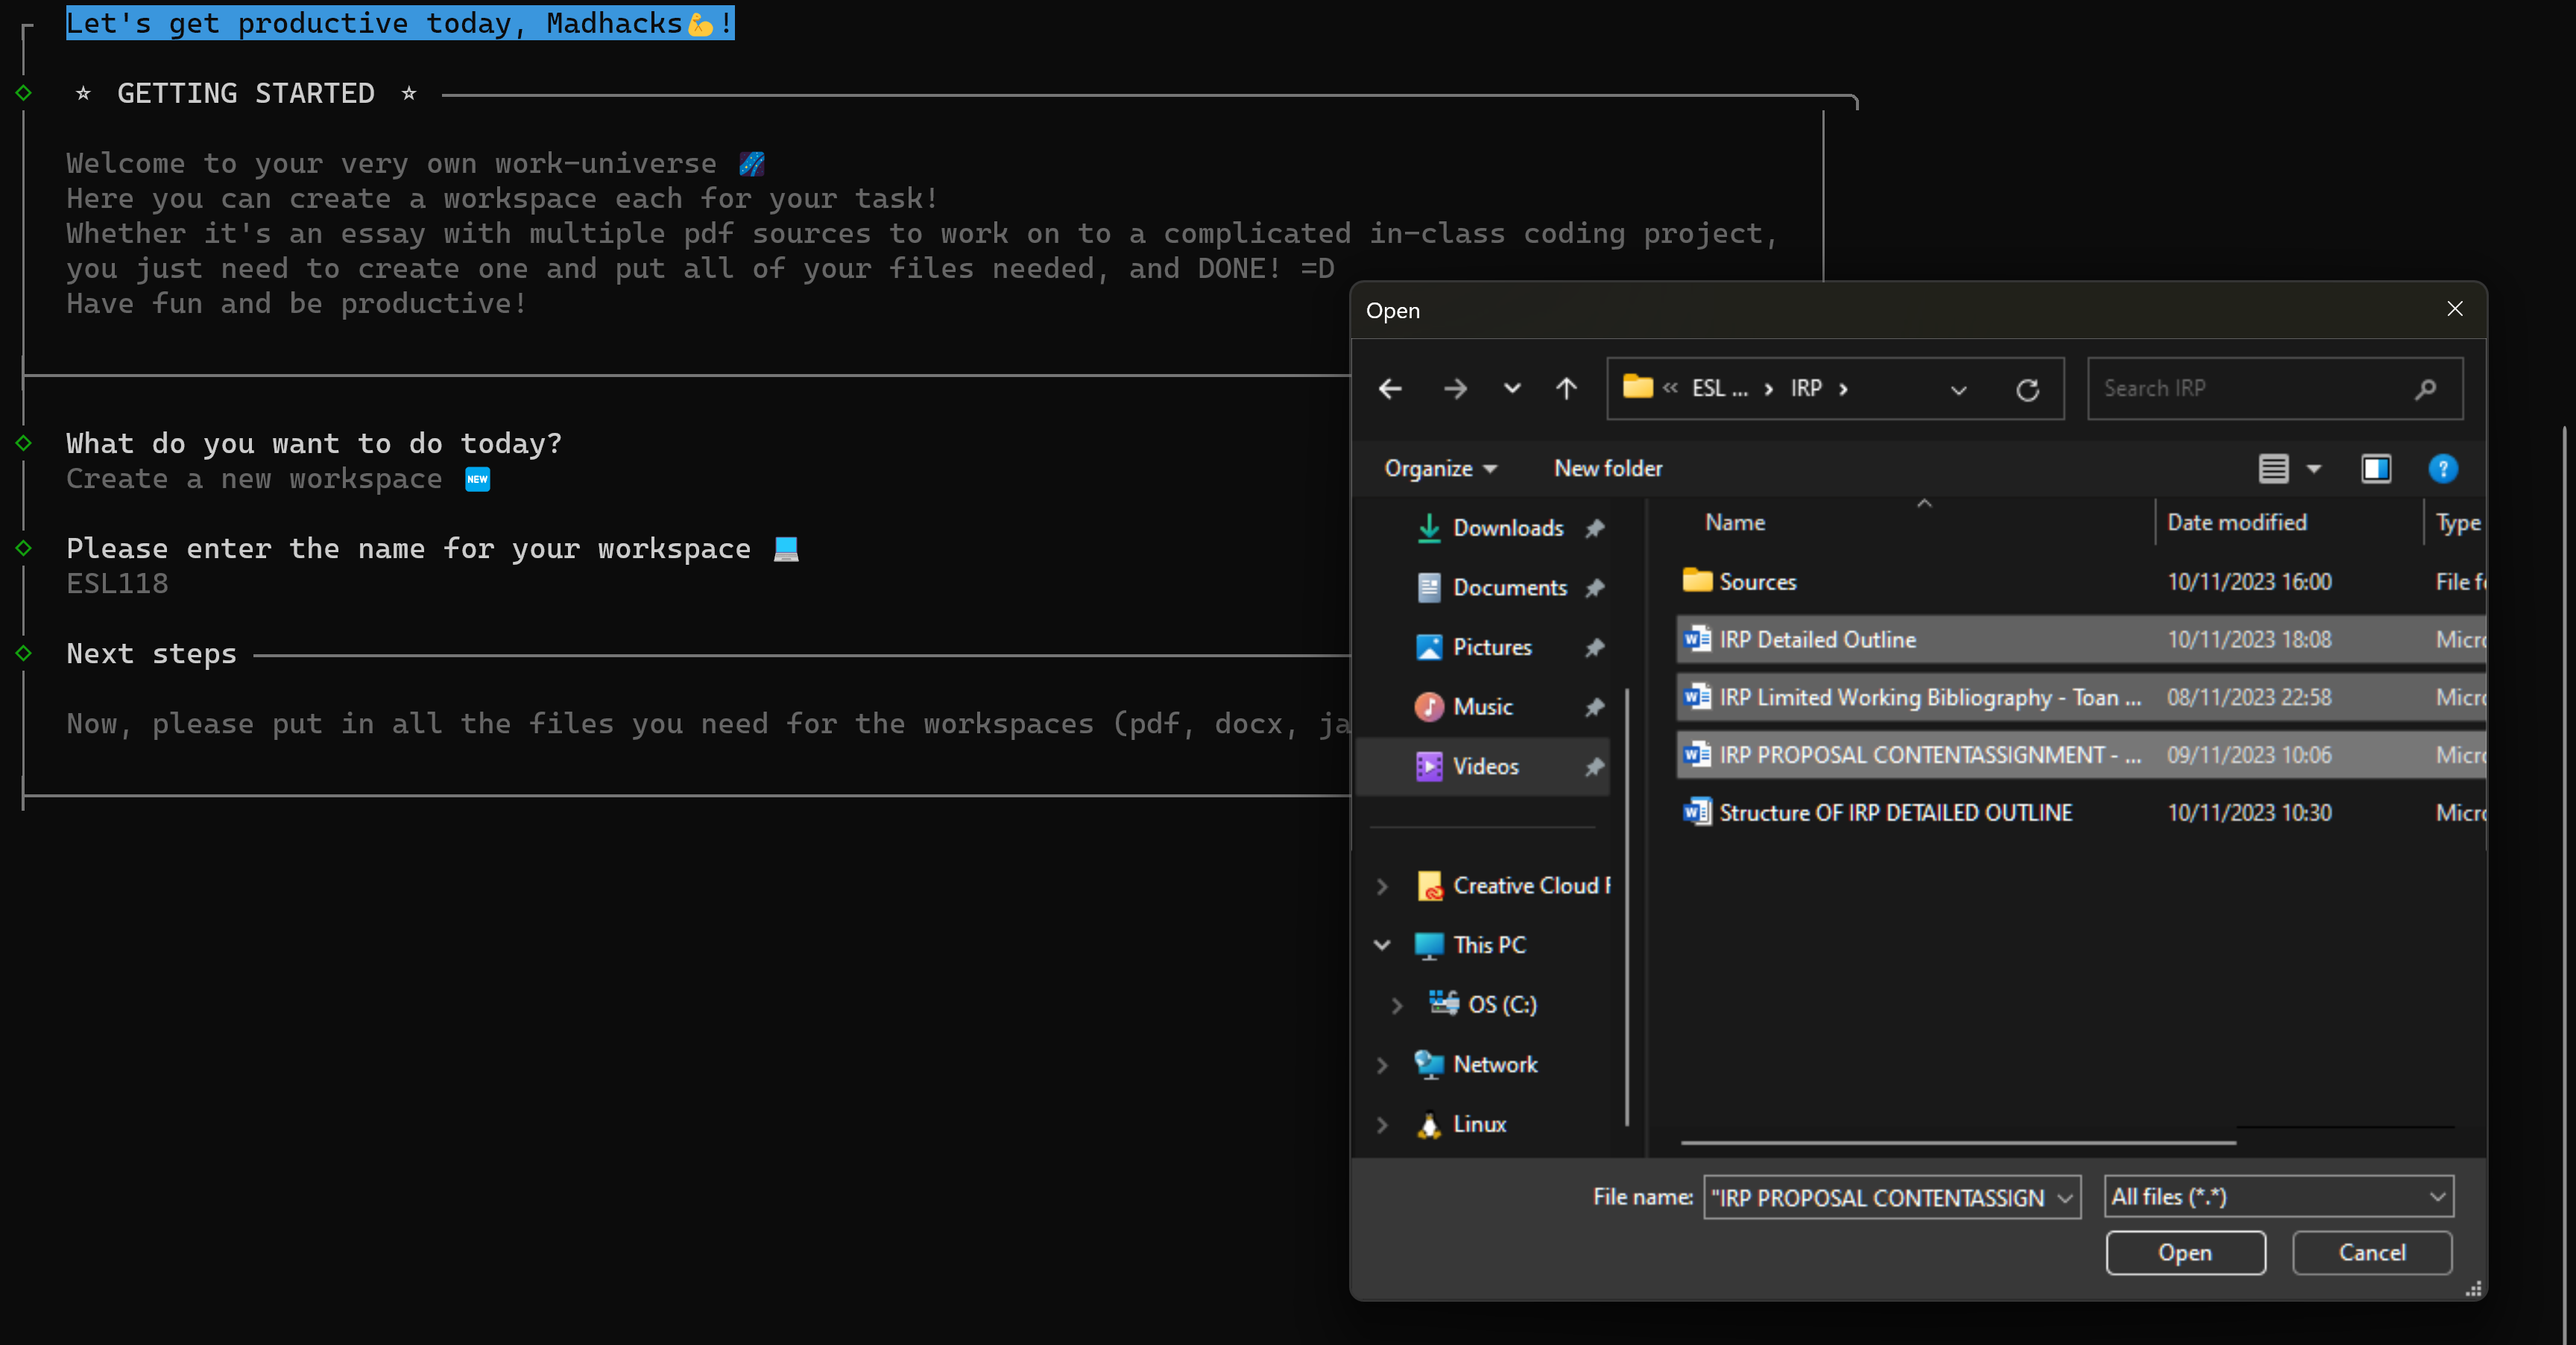 Let's get productive today, Madhacks💪!
☆ GETTING STARTED ☆
Welcome to your very own work-universe 🌌
Here you can create a workspace each for your task!
Whether it's an essay with multiple pdf sources to work on to a complicated in-class coding project,
you just need to create one and put all of your files needed, and DONE! =D
Have fun and be productive!
What do you want to do today?
Create a new workspace 🆕
Please enter the name for your workspace 💻
ESL118
Next steps
Now, please put in all the files you need for the workspaces (pdf, docx, ja
Open
« ESL ... › IRP ›
Search IRP
Organize
New folder
Downloads
Documents
Pictures
Music
Videos
Creative Cloud F
This PC
OS (C:)
Network
Linux
Name Date modified Type
Sources 10/11/2023 16:00 File f
IRP Detailed Outline 10/11/2023 18:08 Micr
IRP Limited Working Bibliography - Toan ... 08/11/2023 22:58 Micr
IRP PROPOSAL CONTENTASSIGNMENT - ... 09/11/2023 10:06 Micr
Structure OF IRP DETAILED OUTLINE 10/11/2023 10:30 Micr
File name: "IRP PROPOSAL CONTENTASSIGN
All files (*.*)
Open
Cancel